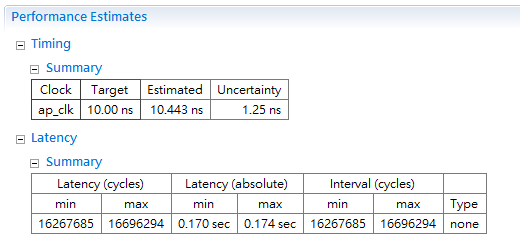 Performance Estimates
Timing
Summary
Clock Target Estimated Uncertainty
ap_clk 10.00 ns 10.443 ns 1.25 ns
Latency
Summary
Latency (cycles) Latency (absolute) Interval (cycles)
min max min max min max Type
16267685 16696294 0.170 sec 0.174 sec 16267685 16696294 none